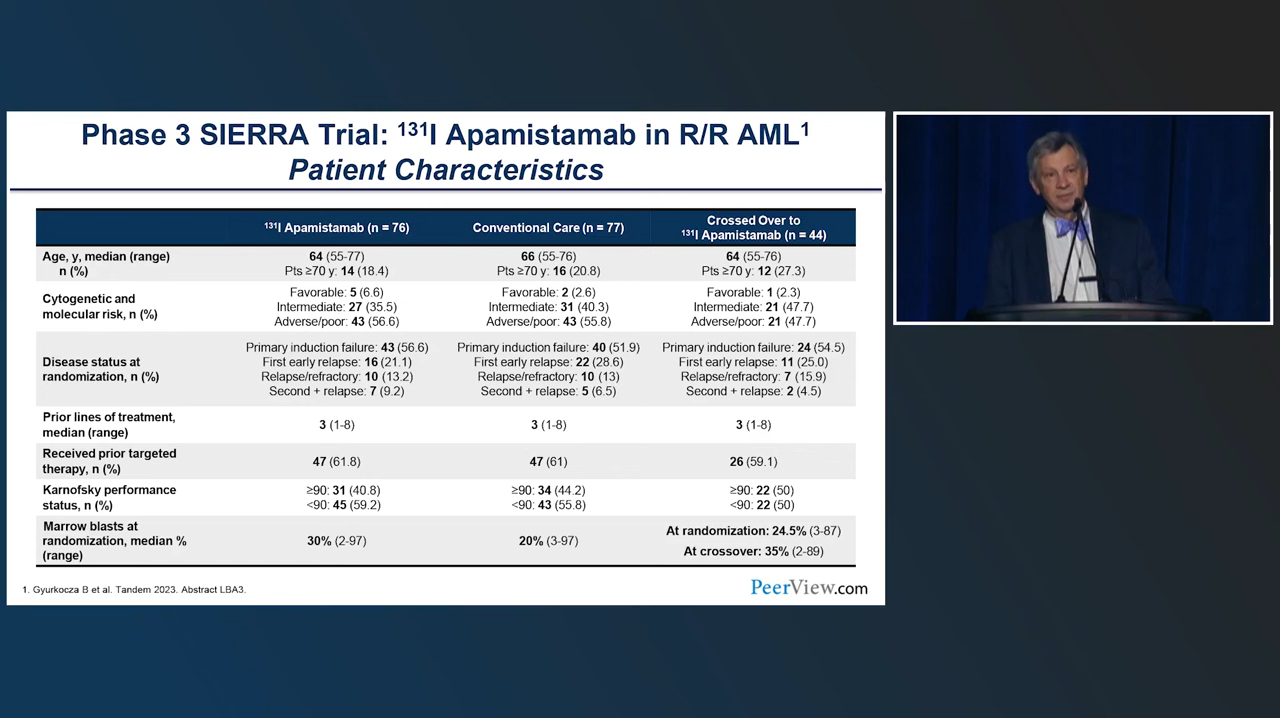 Phase 3 SIERRA Trial: ¹³¹I Apamistamab in R/R AML¹
Patient Characteristics
¹³¹I Apamistamab (n = 76)
Conventional Care (n = 77)
Crossed Over to
¹³¹I Apamistamab (n = 44)
Age, y, median (range)
n (%)
64 (55-77)
Pts ≥70 y: 14 (18.4)
66 (55-76)
Pts ≥70 y: 16 (20.8)
64 (55-76)
Pts ≥70 y: 12 (27.3)
Cytogenetic and
molecular risk, n (%)
Favorable: 5 (6.6)
Intermediate: 27 (35.5)
Adverse/poor: 43 (56.6)
Favorable: 2 (2.6)
Intermediate: 31 (40.3)
Adverse/poor: 43 (55.8)
Favorable: 1 (2.3)
Intermediate: 21 (47.7)
Adverse/poor: 21 (47.7)
Disease status at
randomization, n (%)
Primary induction failure: 43 (56.6)
First early relapse: 16 (21.1)
Relapse/refractory: 10 (13.2)
Second + relapse: 7 (9.2)
Primary induction failure: 40 (51.9)
First early relapse: 22 (28.6)
Relapse/refractory: 10 (13)
Second + relapse: 5 (6.5)
Primary induction failure: 24 (54.5)
First early relapse: 11 (25.0)
Relapse/refractory: 7 (15.9)
Second + relapse: 2 (4.5)
Prior lines of treatment,
median (range)
3 (1-8)
3 (1-8)
3 (1-8)
Received prior targeted
therapy, n (%)
47 (61.8)
47 (61)
26 (59.1)
Karnofsky performance
status, n (%)
≥90: 31 (40.8)
<90: 45 (59.2)
≥90: 34 (44.2)
<90: 43 (55.8)
≥90: 22 (50)
<90: 22 (50)
Marrow blasts at
randomization, median %
(range)
30% (2-97)
20% (3-97)
At randomization: 24.5% (3-87)
At crossover: 35% (2-89)
1. Gyurkocza B et al. Tandem 2023. Abstract LBA3.
PeerView.com